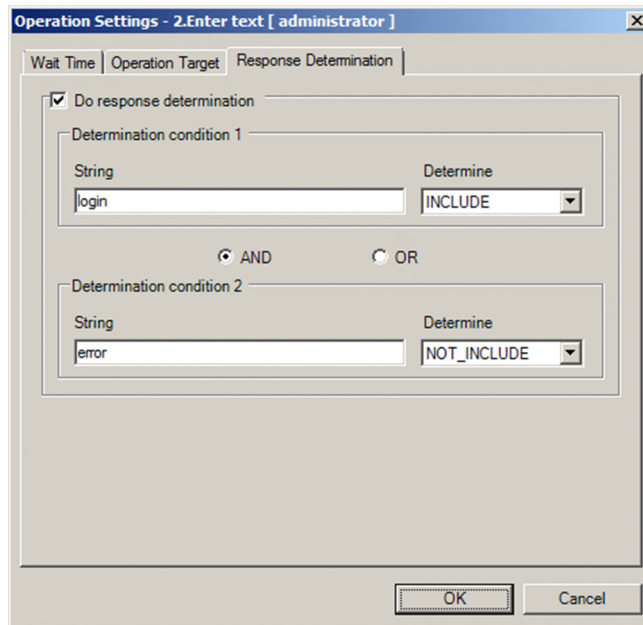 Operation Settings - 2.Enter text [ administrator ]
Wait Time Operation Target Response Determination
Do response determination
Determination condition 1
String Determine
login INCLUDE
AND OR
Determination condition 2
String Determine
error NOT_INCLUDE
OK Cancel